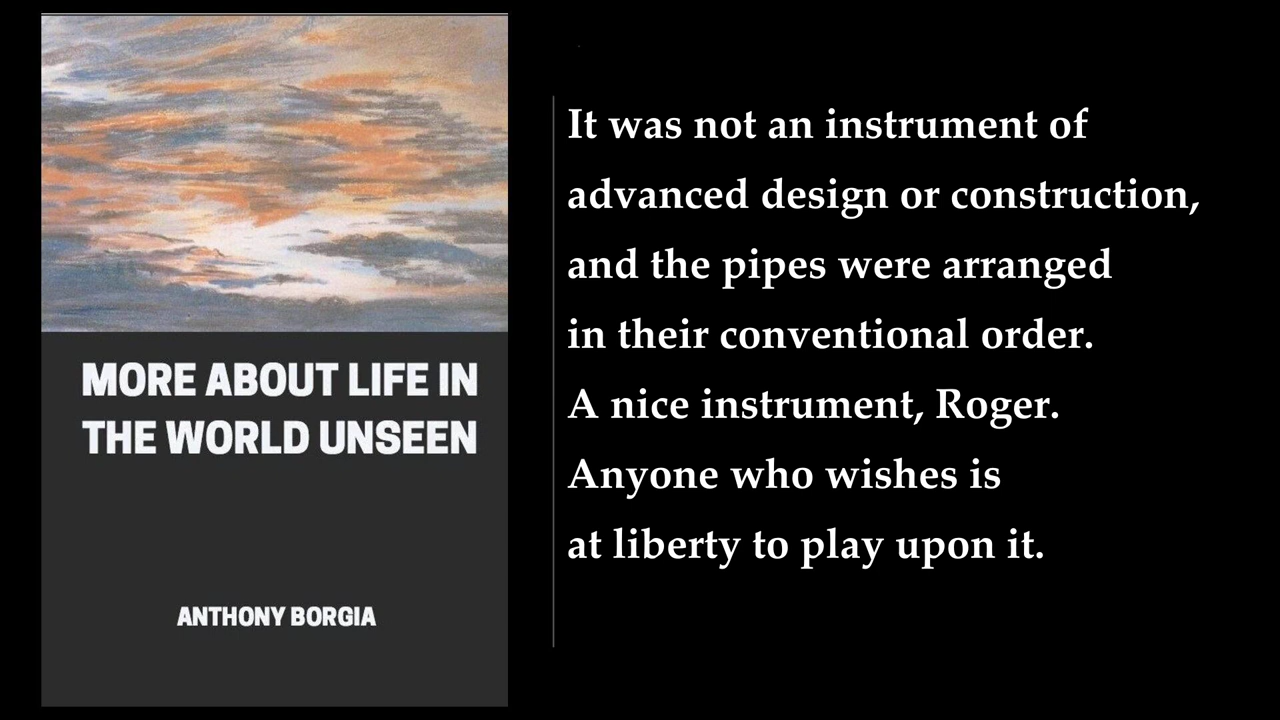 MORE ABOUT LIFE IN
THE WORLD UNSEEN
ANTHONY BORGIA
It was not an instrument of
advanced design or construction,
and the pipes were arranged
in their conventional order.
A nice instrument, Roger.
Anyone who wishes is
at liberty to play upon it.